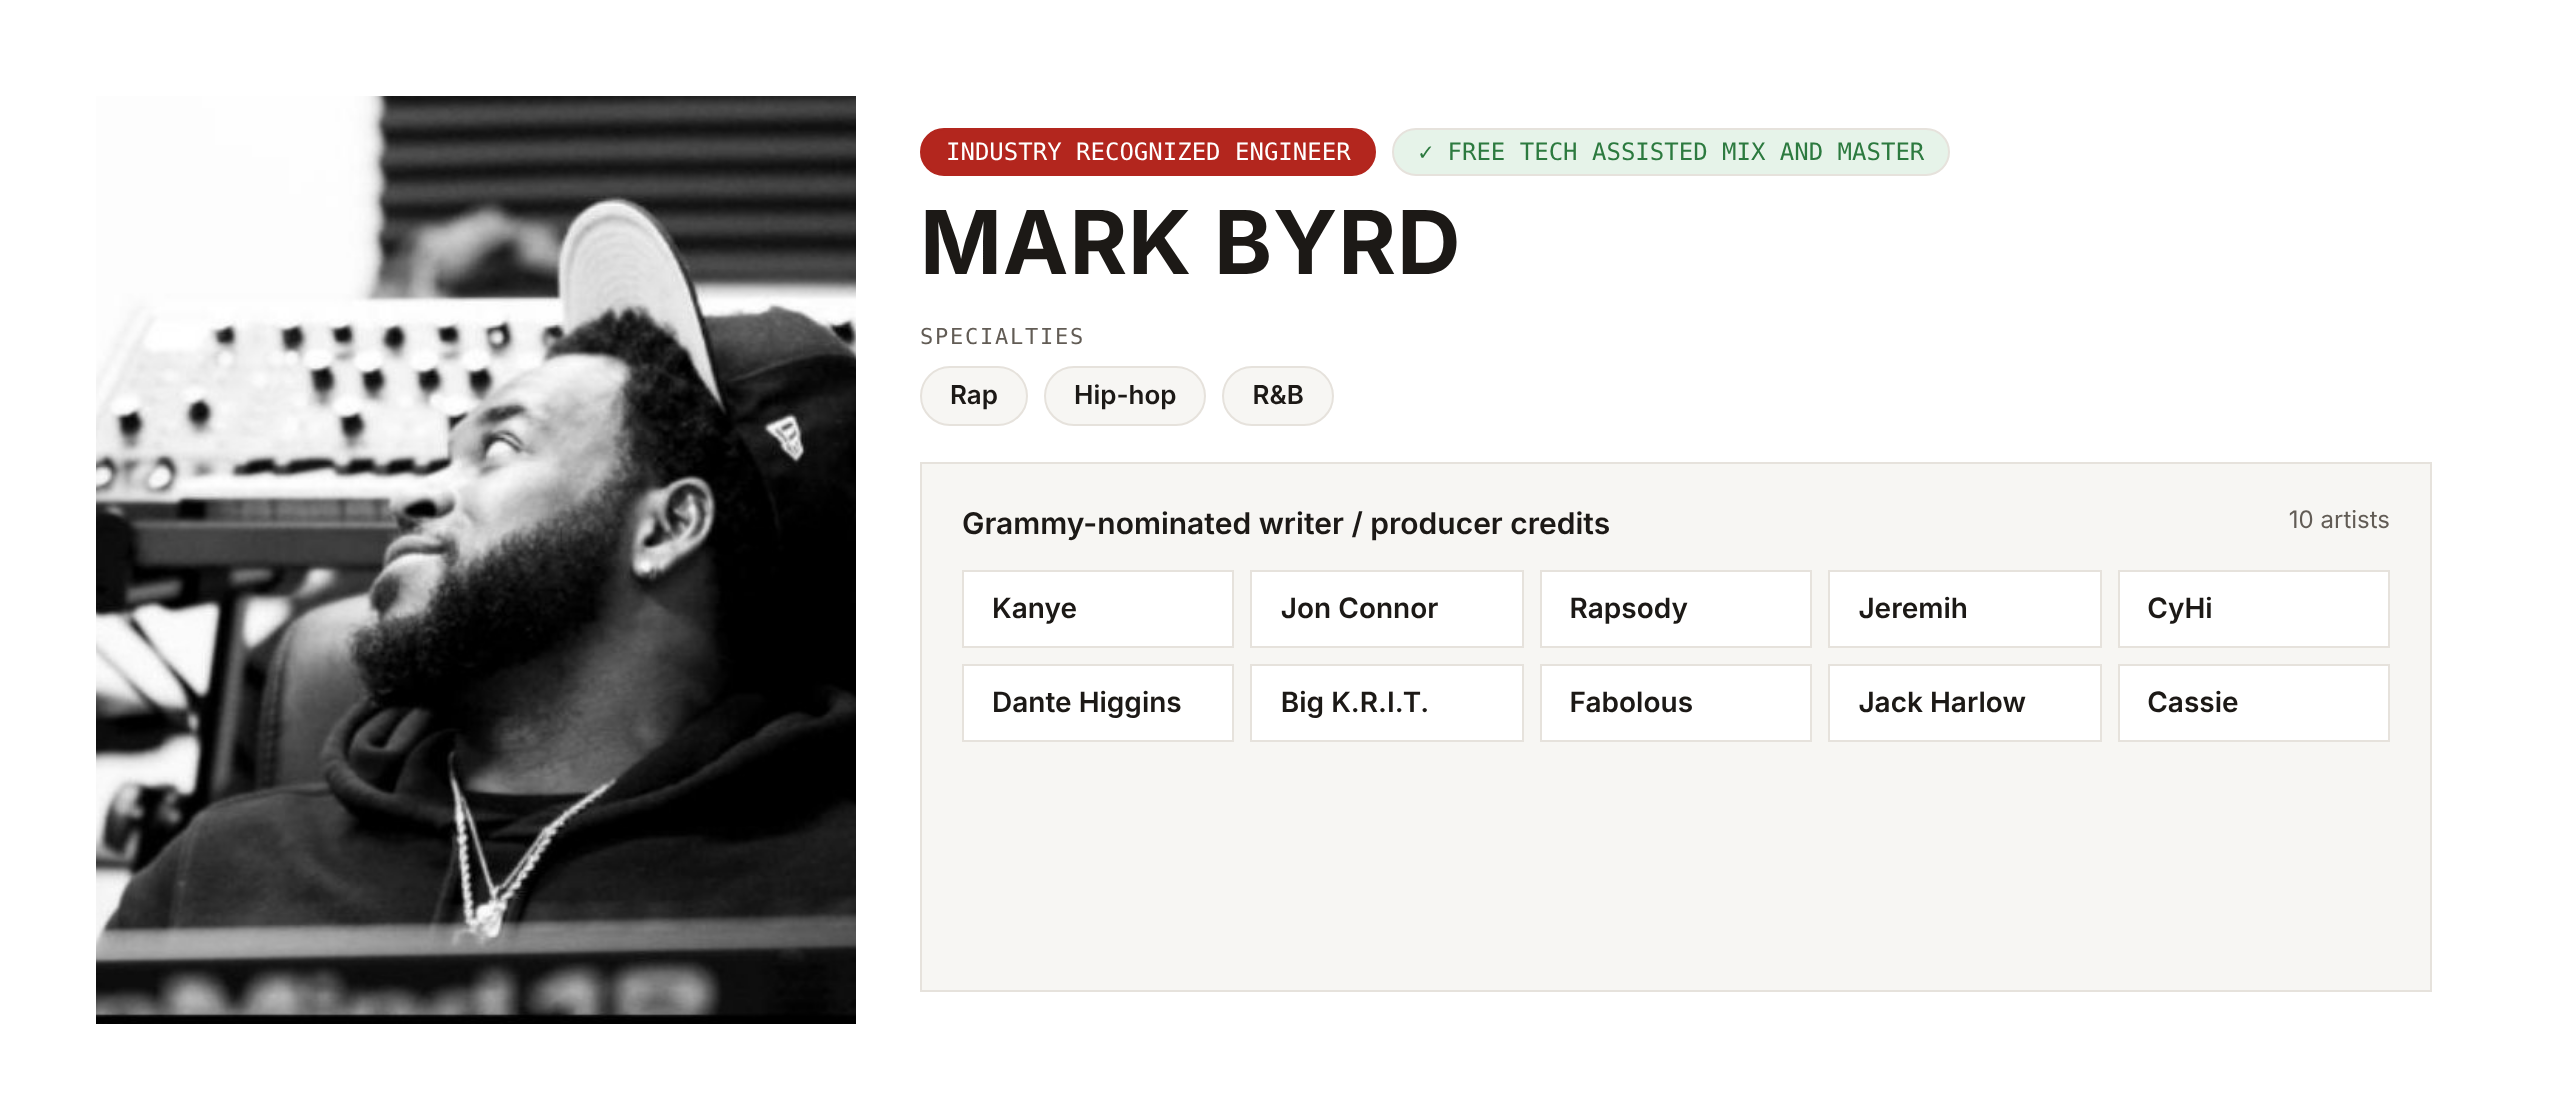 INDUSTRY RECOGNIZED ENGINEER
✓ FREE TECH ASSISTED MIX AND MASTER
MARK BYRD
SPECIALTIES
Rap
Hip-hop
R&B
Grammy-nominated writer / producer credits
10 artists
Kanye
Jon Connor
Rapsody
Jeremih
CyHi
Dante Higgins
Big K.R.I.T.
Fabolous
Jack Harlow
Cassie